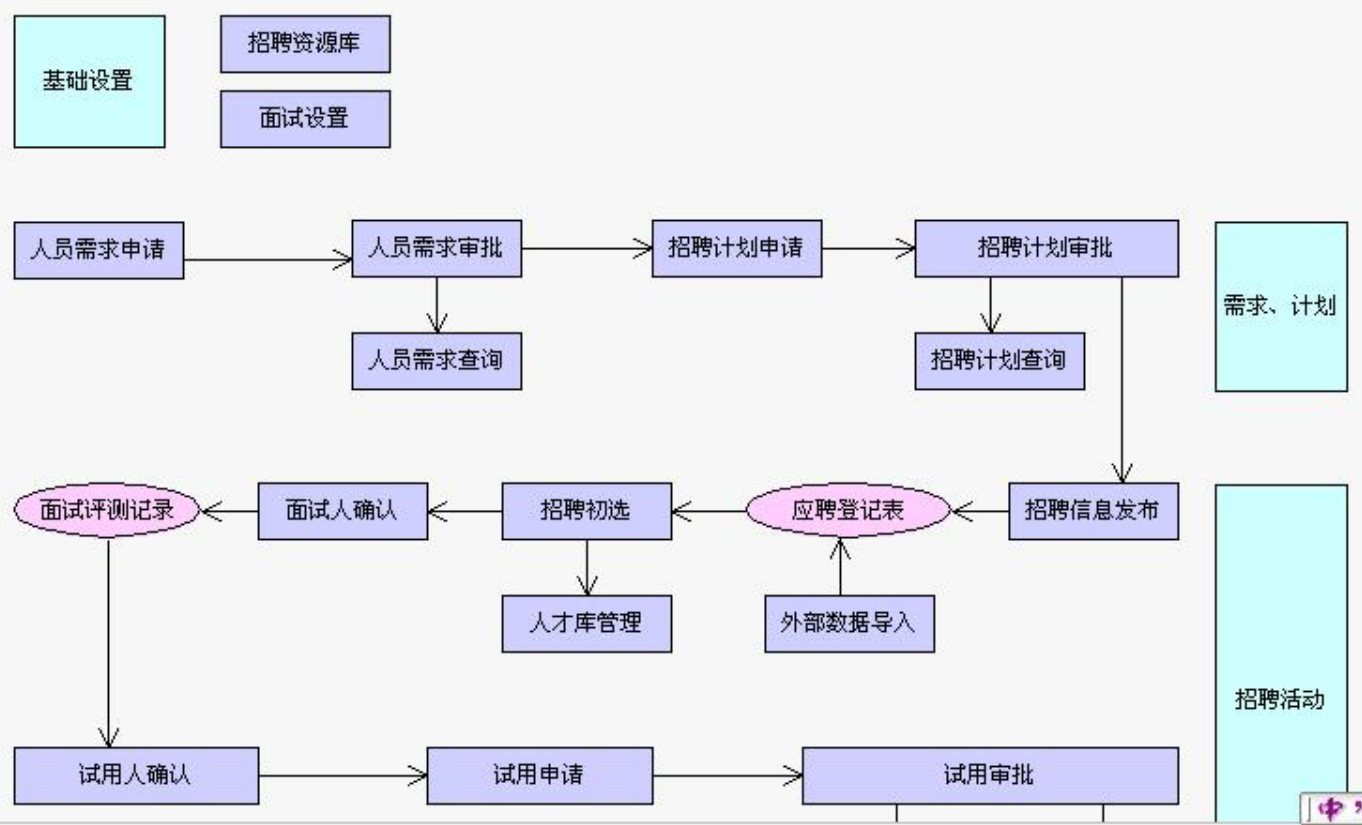 基础设置
招聘资源库
面试设置
人员需求申请
人员需求审批
招聘计划申请
招聘计划审批
需求、计划
人员需求查询
招聘计划查询
面试评测记录
面试人确认
招聘初选
应聘登记表
招聘信息发布
人才库管理
外部数据导入
招聘活动
试用人确认
试用申请
试用审批
中